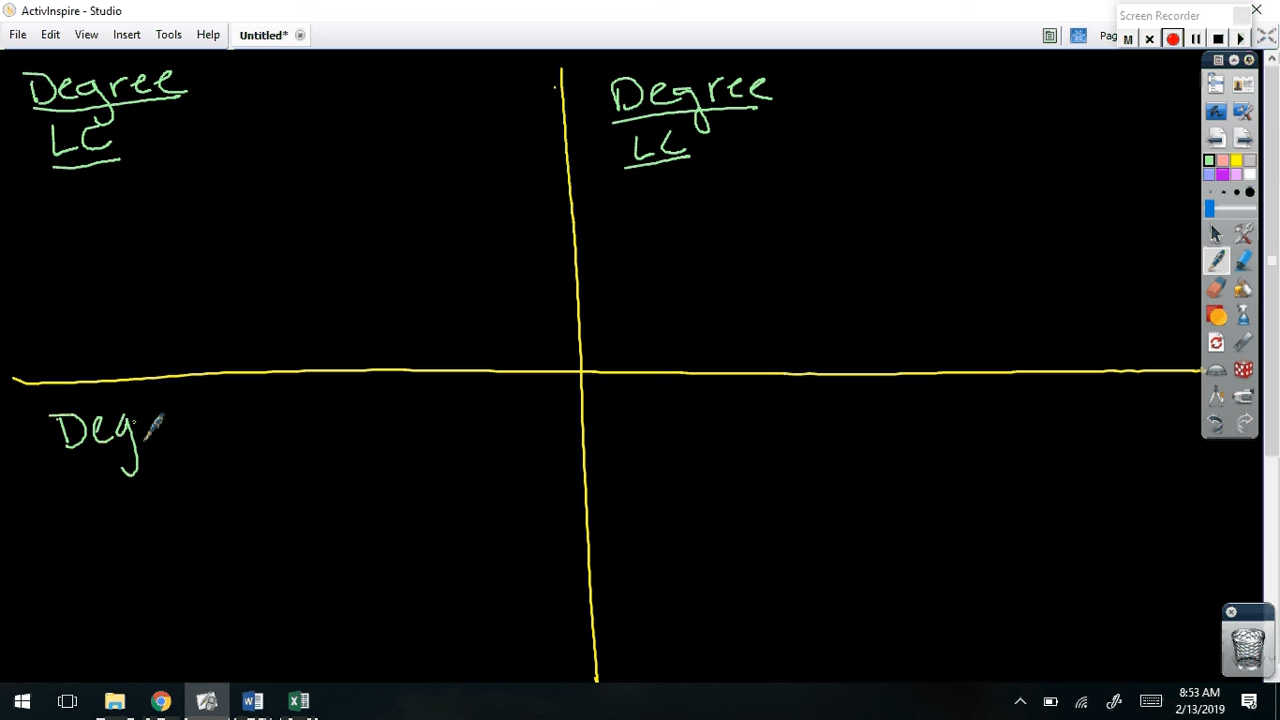 ActivInspire - Studio
Screen Recorder
File Edit View Insert Tools Help Untitled*
M
Degree
LC
Degree
LC
Deg
8:53 AM
2/13/2019